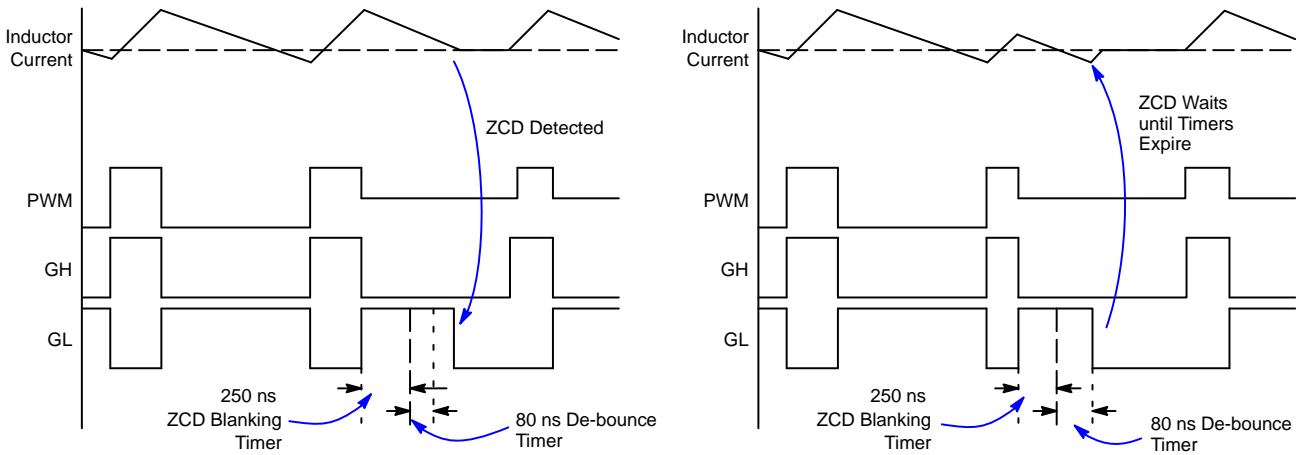 Inductor
Current
ZCD Detected
PWM
GH
GL
250 ns
ZCD Blanking
Timer
80 ns De-bounce
Timer
Inductor
Current
ZCD Waits
until Timers
Expire
PWM
GH
GL
250 ns
ZCD Blanking
Timer
80 ns De-bounce
Timer